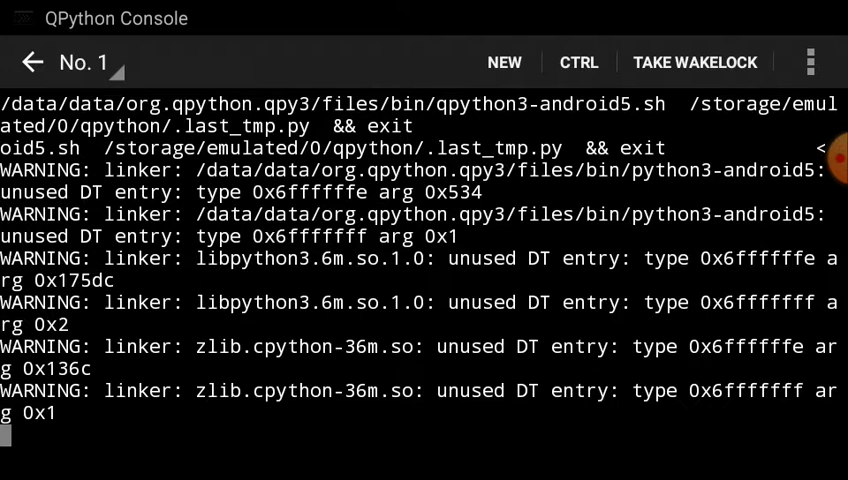 QPython Console
No. 1
NEW
CTRL
TAKE WAKELOCK
/data/data/org.qpython.qpy3/files/bin/qpython3-android5.sh  /storage/emul
ated/0/qpython/.last_tmp.py  && exit
oid5.sh  /storage/emulated/0/qpython/.last_tmp.py  && exit                    <
WARNING: linker: /data/data/org.qpython.qpy3/files/bin/python3-android5:
unused DT entry: type 0x6ffffffe arg 0x534
WARNING: linker: /data/data/org.qpython.qpy3/files/bin/python3-android5:
unused DT entry: type 0x6fffffff arg 0x1
WARNING: linker: libpython3.6m.so.1.0: unused DT entry: type 0x6ffffffe a
rg 0x175dc
WARNING: linker: libpython3.6m.so.1.0: unused DT entry: type 0x6fffffff a
rg 0x2
WARNING: linker: zlib.cpython-36m.so: unused DT entry: type 0x6ffffffe ar
g 0x136c
WARNING: linker: zlib.cpython-36m.so: unused DT entry: type 0x6fffffff ar
g 0x1